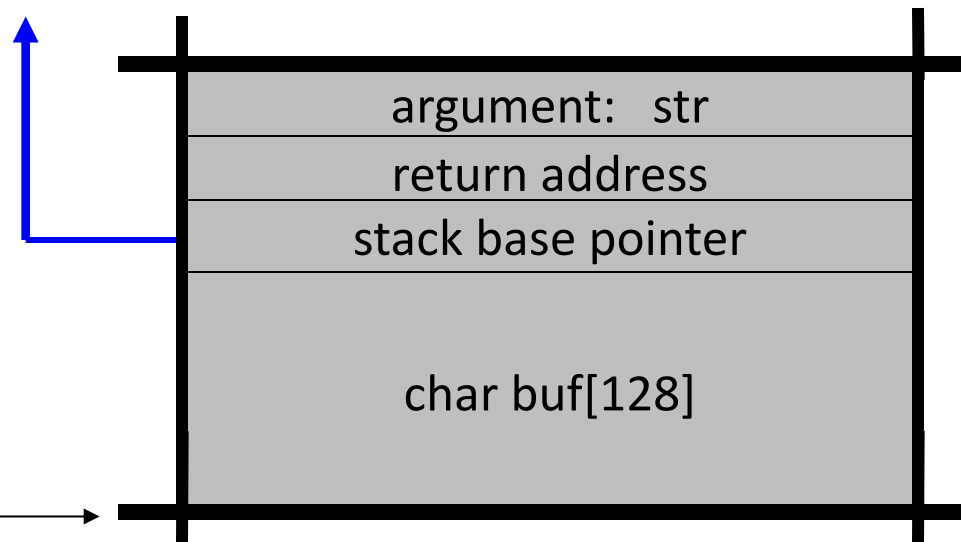 argument: str
return address
stack base pointer
char buf[128]